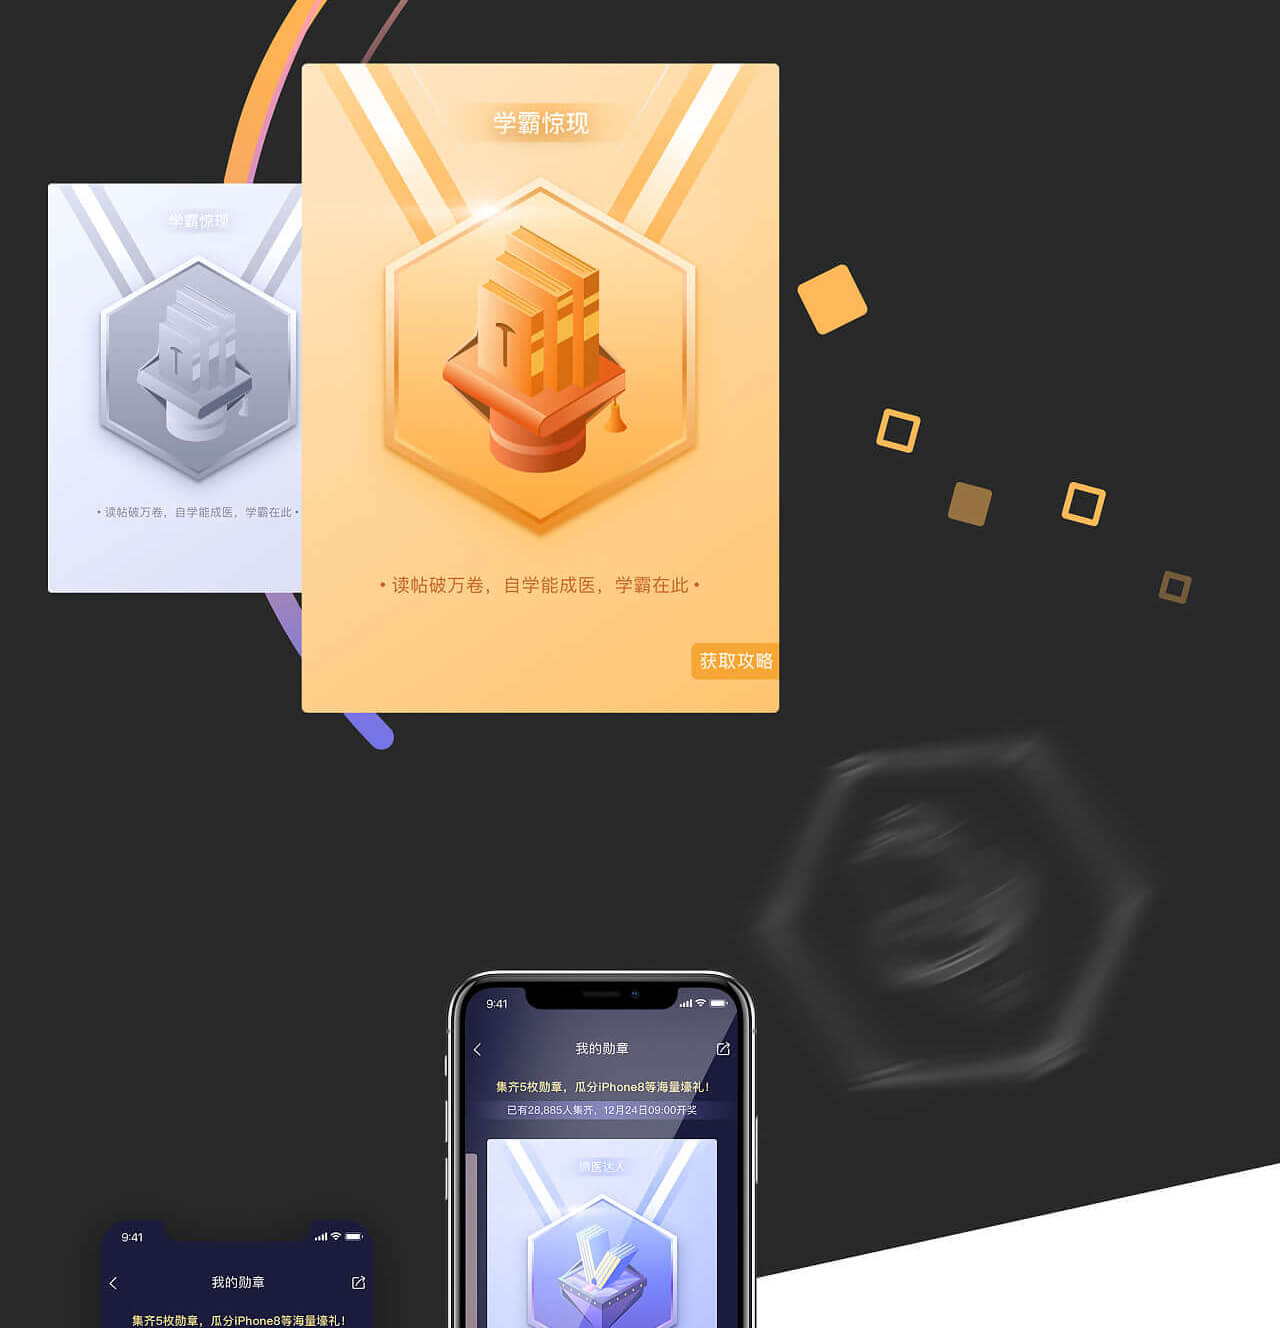 学霸惊现
学霸惊现
• 读帖破万卷，自学能成医，学霸在此 •
• 读帖破万卷，自学能成医，学霸在此 •
获取攻略
9:41
我的勋章
集齐5枚勋章，瓜分iPhone8等海量壕礼！
已有28,885人集齐，12月24日09:00开奖
微医达人
9:41
我的勋章
集齐5枚勋章，瓜分iPhone8等海量壕礼！